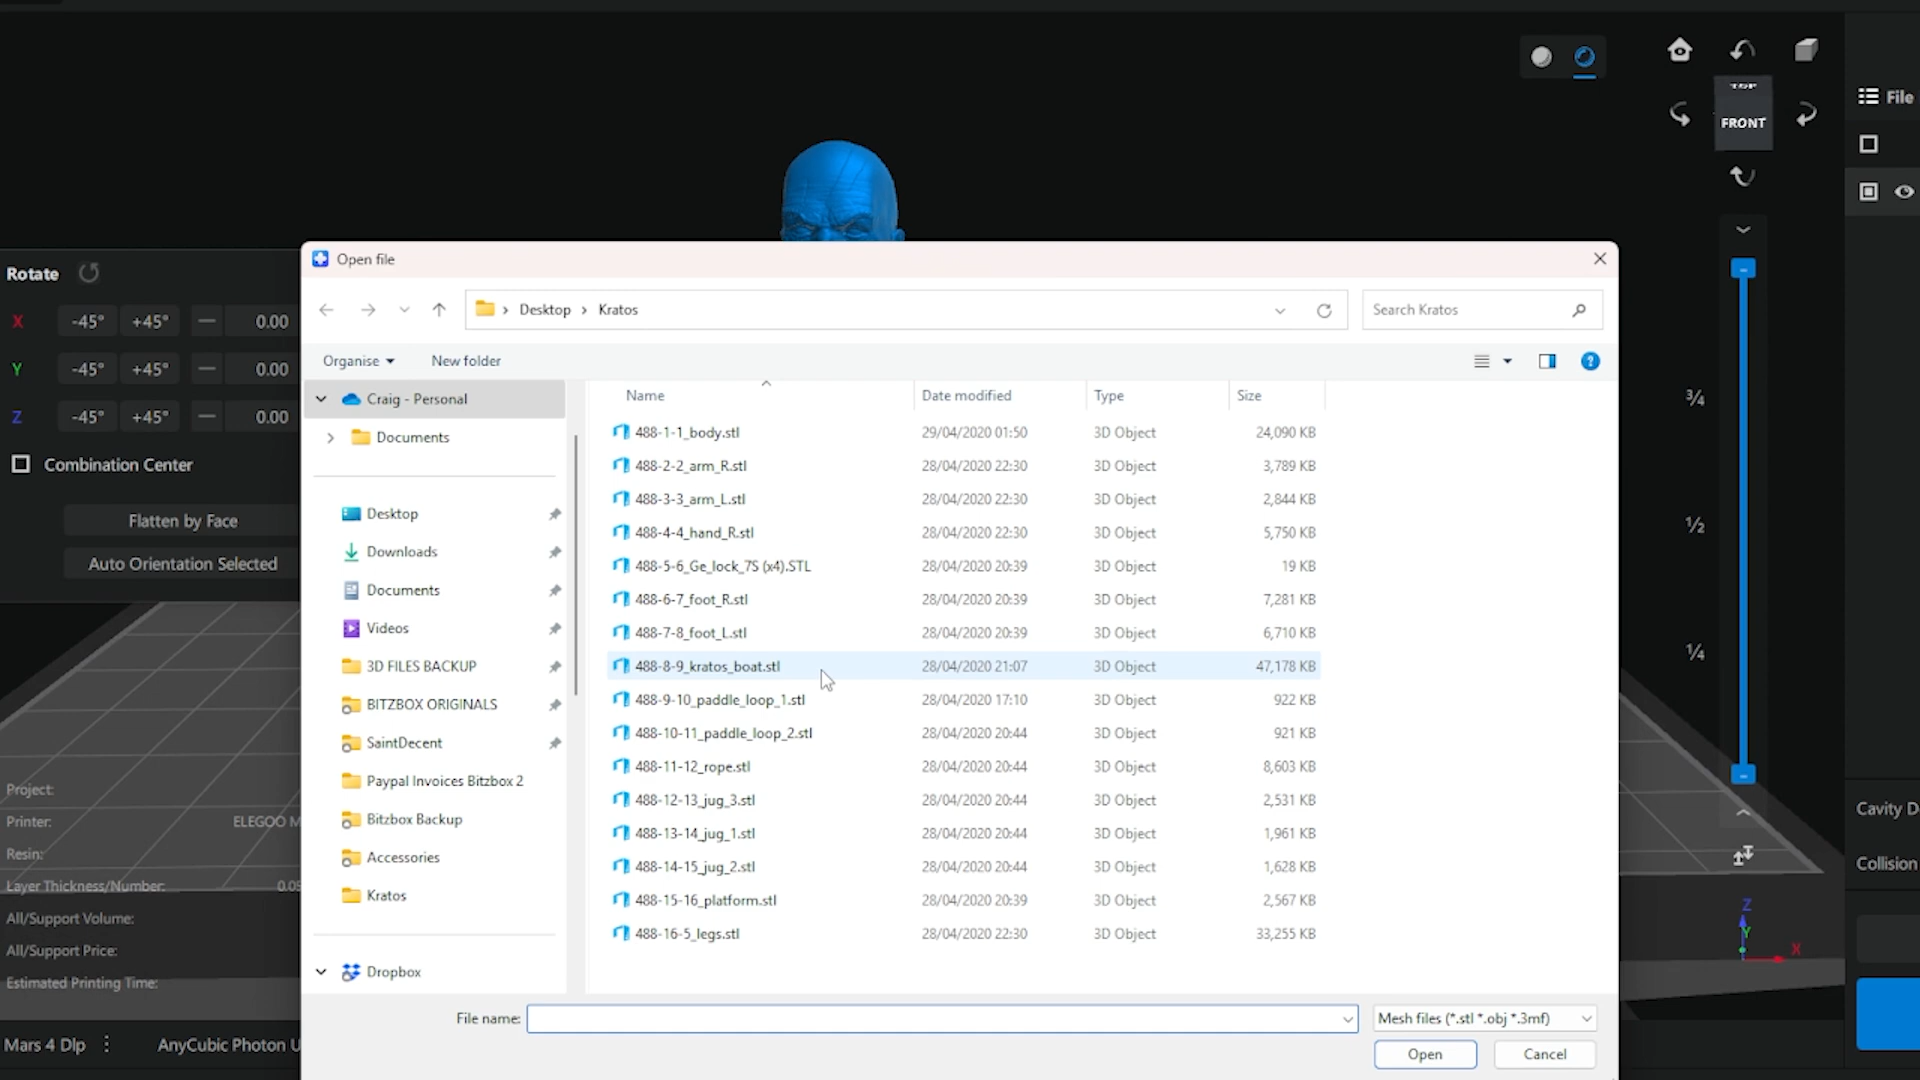 TOP
FRONT
File
Open file
Rotate
Desktop
Kratos
Search Kratos
X -45° +45° 0.00
Organise
New folder
Y -45° +45° 0.00
Craig - Personal
Name Date modified Type Size
3/4
Z -45° +45° 0.00
Documents
488-1-1_body.stl 29/04/2020 01:50 3D Object 24,090 KB
Combination Center
488-2-2_arm_R.stl 28/04/2020 22:30 3D Object 3,789 KB
488-3-3_arm_L.stl 28/04/2020 22:30 3D Object 2,844 KB
Flatten by Face
Desktop
488-4-4_hand_R.stl 28/04/2020 22:30 3D Object 5,750 KB
1/2
Auto Orientation Selected
Downloads
488-5-6_Ge_lock_7S (x4).STL 28/04/2020 20:39 3D Object 19 KB
Documents
488-6-7_foot_R.stl 28/04/2020 20:39 3D Object 7,281 KB
Videos
488-7-8_foot_L.stl 28/04/2020 20:39 3D Object 6,710 KB
1/4
3D FILES BACKUP
488-8-9_kratos_boat.stl 28/04/2020 21:07 3D Object 47,178 KB
BITZBOX ORIGINALS
488-9-10_paddle_loop_1.stl 28/04/2020 17:10 3D Object 922 KB
SaintDecent
488-10-11_paddle_loop_2.stl 28/04/2020 20:44 3D Object 921 KB
Paypal Invoices Bitzbox 2
488-11-12_rope.stl 28/04/2020 20:44 3D Object 8,603 KB
Project:
488-12-13_jug_3.stl 28/04/2020 20:44 3D Object 2,531 KB
Cavity D
Printer: ELEGOO M
Bitzbox Backup
488-13-14_jug_1.stl 28/04/2020 20:44 3D Object 1,961 KB
Resin:
Accessories
488-14-15_jug_2.stl 28/04/2020 20:44 3D Object 1,628 KB
Collision
Layer Thickness/Number: 0.05
Kratos
488-15-16_platform.stl 28/04/2020 20:39 3D Object 2,567 KB
Z
All/Support Volume:
488-16-5_legs.stl 28/04/2020 22:30 3D Object 33,255 KB
Y
All/Support Price:
X
Dropbox
Estimated Printing Time:
File name:
Mesh files (*.stl *.obj *.3mf)
Mars 4 Dlp
AnyCubic Photon U
Open
Cancel